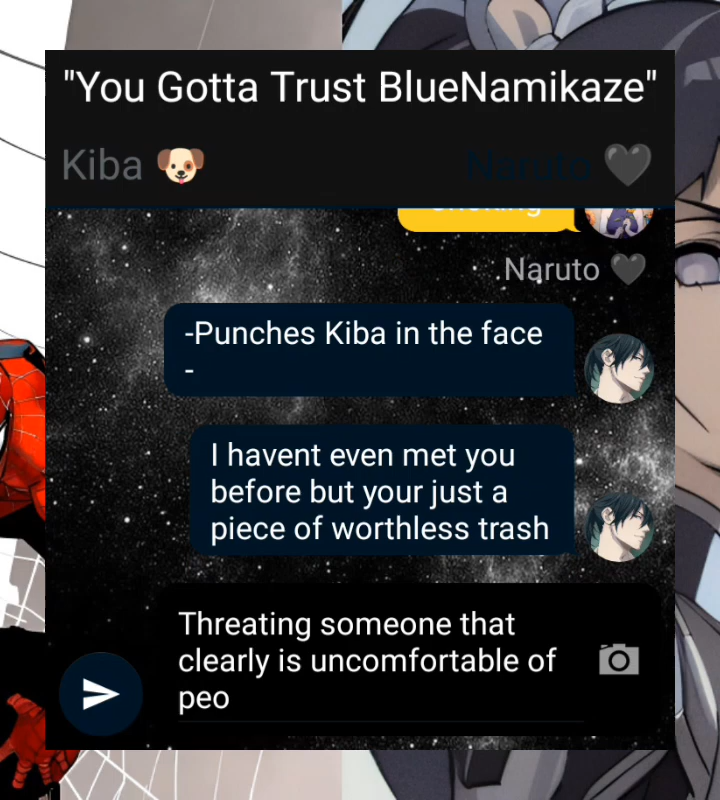 "You Gotta Trust BlueNamikaze"
Kiba 🐶 Naruto 🖤
.Naruto 🖤
-Punches Kiba in the face
-
I havent even met you
before but your just a
piece of worthless trash
Threating someone that
clearly is uncomfortable of
peo